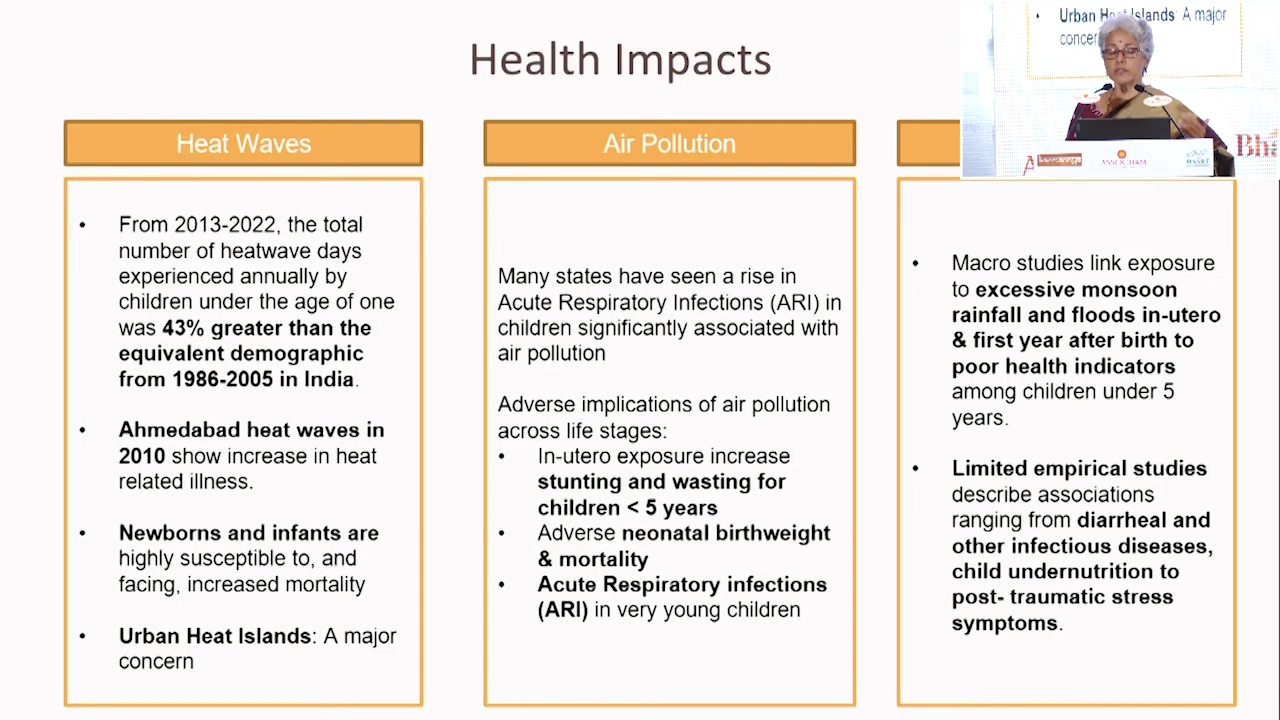 Health Impacts
Heat Waves
• From 2013-2022, the total
number of heatwave days
experienced annually by
children under the age of one
was 43% greater than the
equivalent demographic
from 1986-2005 in India.
• Ahmedabad heat waves in
2010 show increase in heat
related illness.
• Newborns and infants are
highly susceptible to, and
facing, increased mortality
• Urban Heat Islands: A major
concern
Air Pollution
Many states have seen a rise in
Acute Respiratory Infections (ARI) in
children significantly associated with
air pollution
Adverse implications of air pollution
across life stages:
• In-utero exposure increase
stunting and wasting for
children < 5 years
• Adverse neonatal birthweight
& mortality
• Acute Respiratory infections
(ARI) in very young children
• Macro studies link exposure
to excessive monsoon
rainfall and floods in-utero
& first year after birth to
poor health indicators
among children under 5
years.
• Limited empirical studies
describe associations
ranging from diarrheal and
other infectious diseases,
child undernutrition to
post- traumatic stress
symptoms.
• Urban Heat Islands: A major
ASSOCHAM